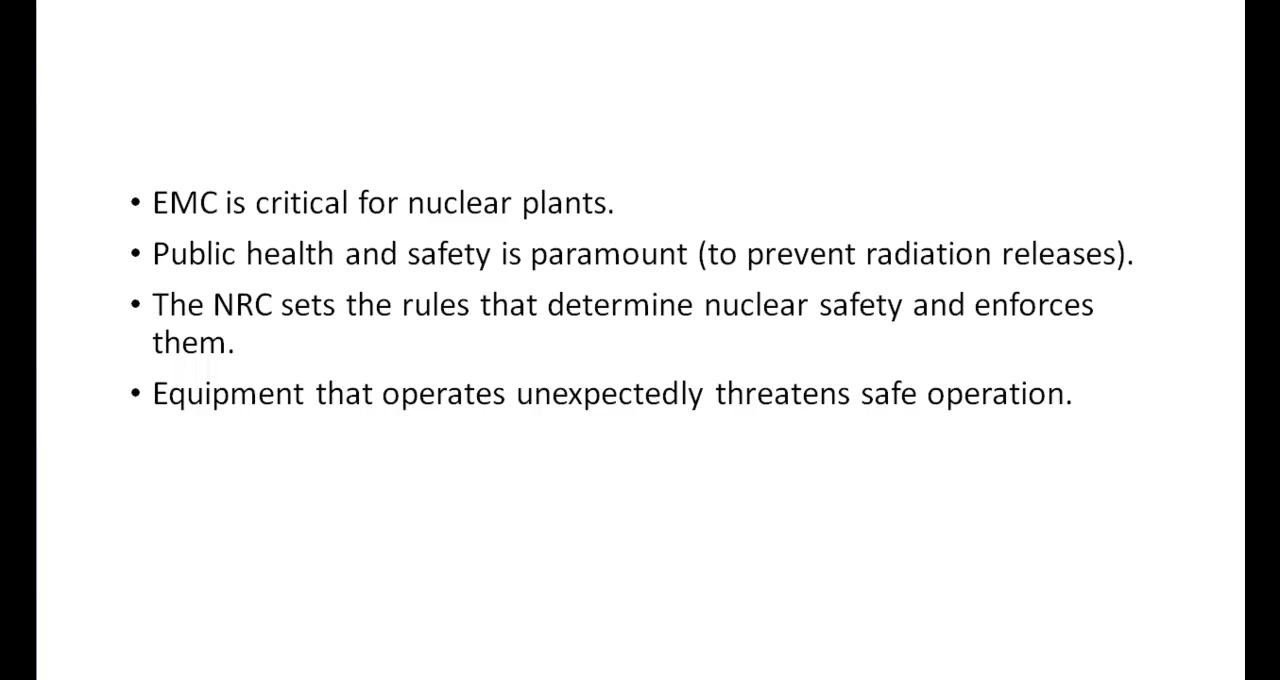 • EMC is critical for nuclear plants.
• Public health and safety is paramount (to prevent radiation releases).
• The NRC sets the rules that determine nuclear safety and enforces
them.
• Equipment that operates unexpectedly threatens safe operation.